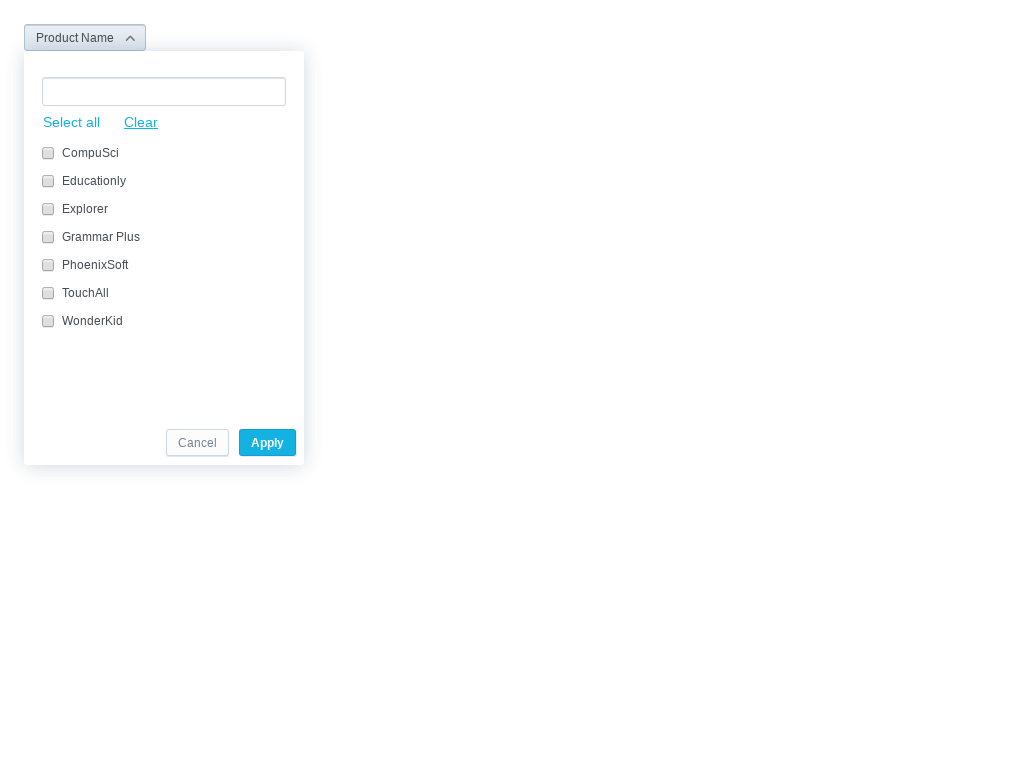 Product Name
Select all Clear
CompuSci
Educationly
Explorer
Grammar Plus
PhoenixSoft
TouchAll
WonderKid
Cancel Apply